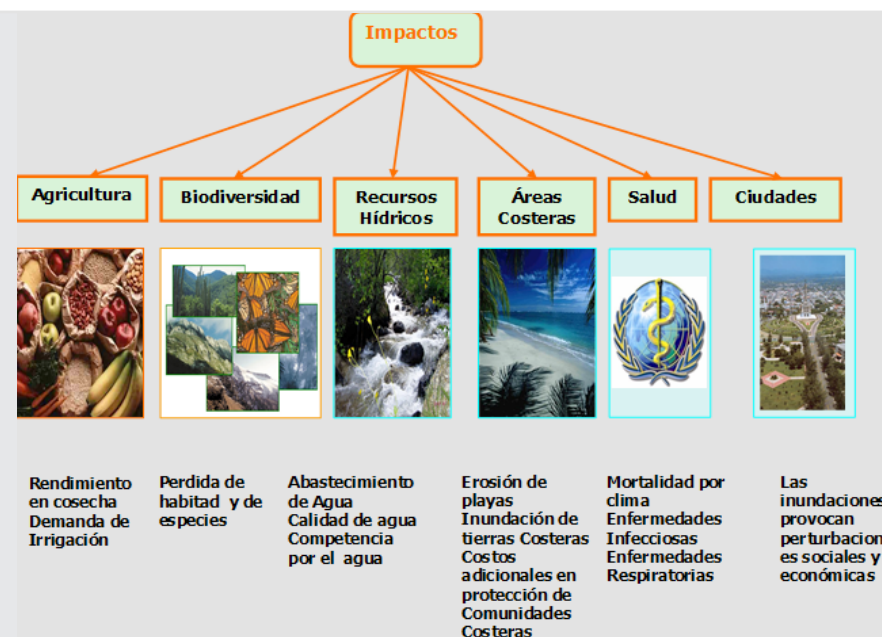 Impactos
Agricultura
Biodiversidad
Recursos
Hídricos
Áreas
Costeras
Salud
Ciudades
Rendimiento
en cosecha
Demanda de
Irrigación
Perdida de
habitad y de
especies
Abastecimiento
de Agua
Calidad de agua
Competencia
por el agua
Erosión de
playas
Inundación de
tierras Costeras
Costos
adicionales en
protección de
Comunidades
Costeras
Mortalidad por
clima
Enfermedades
Infecciosas
Enfermedades
Respiratorias
Las
inundaciones
provocan
perturbacion
es sociales y
económicas